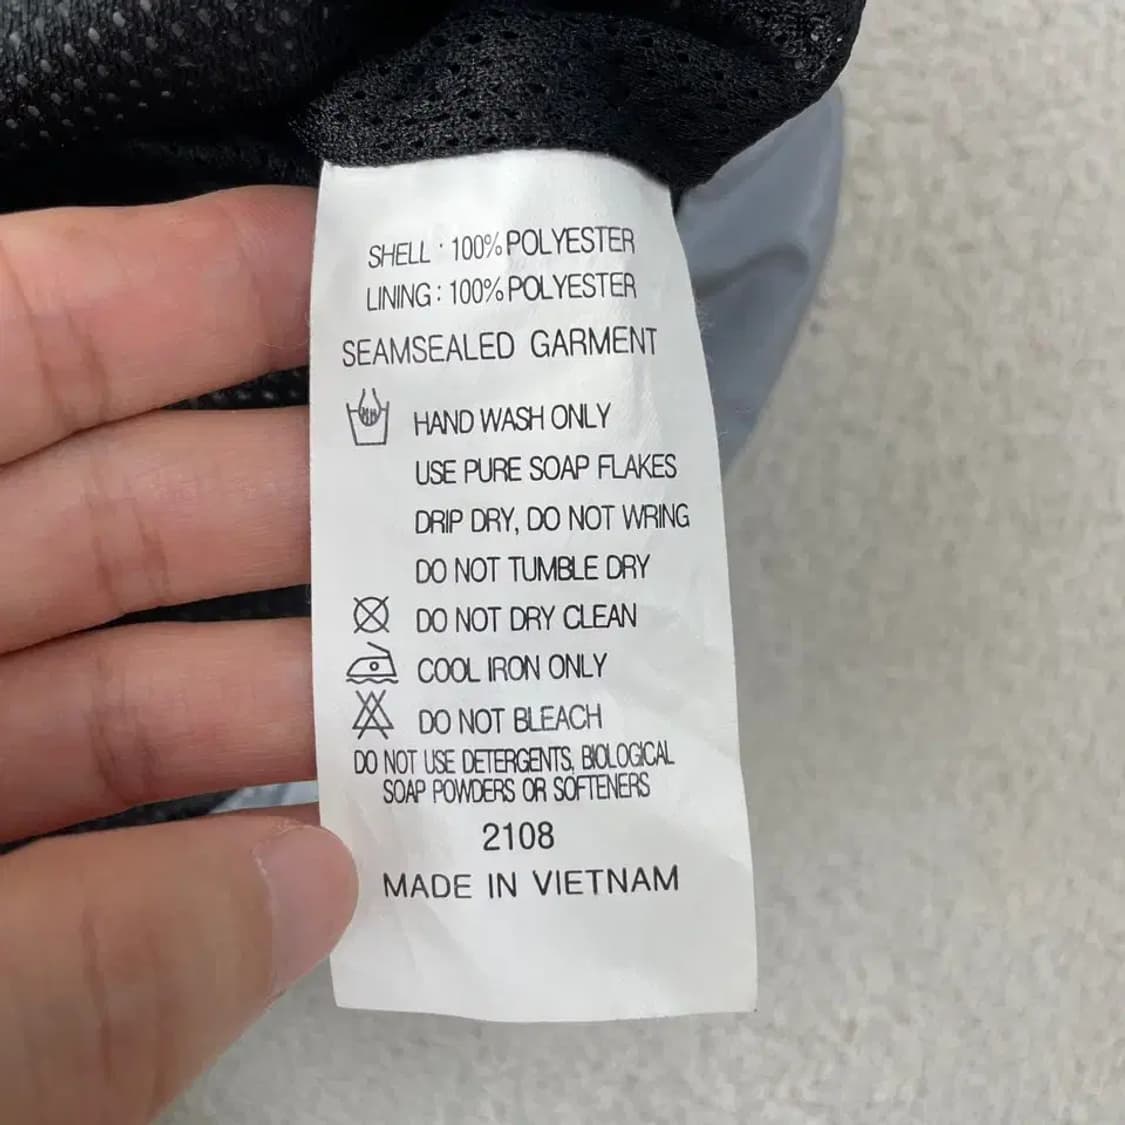 SHELL : 100% POLYESTER
LINING : 100% POLYESTER
SEAMSEALED GARMENT
HAND WASH ONLY
USE PURE SOAP FLAKES
DRIP DRY, DO NOT WRING
DO NOT TUMBLE DRY
DO NOT DRY CLEAN
COOL IRON ONLY
DO NOT BLEACH
DO NOT USE DETERGENTS, BIOLOGICAL
SOAP POWDERS OR SOFTENERS
2108
MADE IN VIETNAM